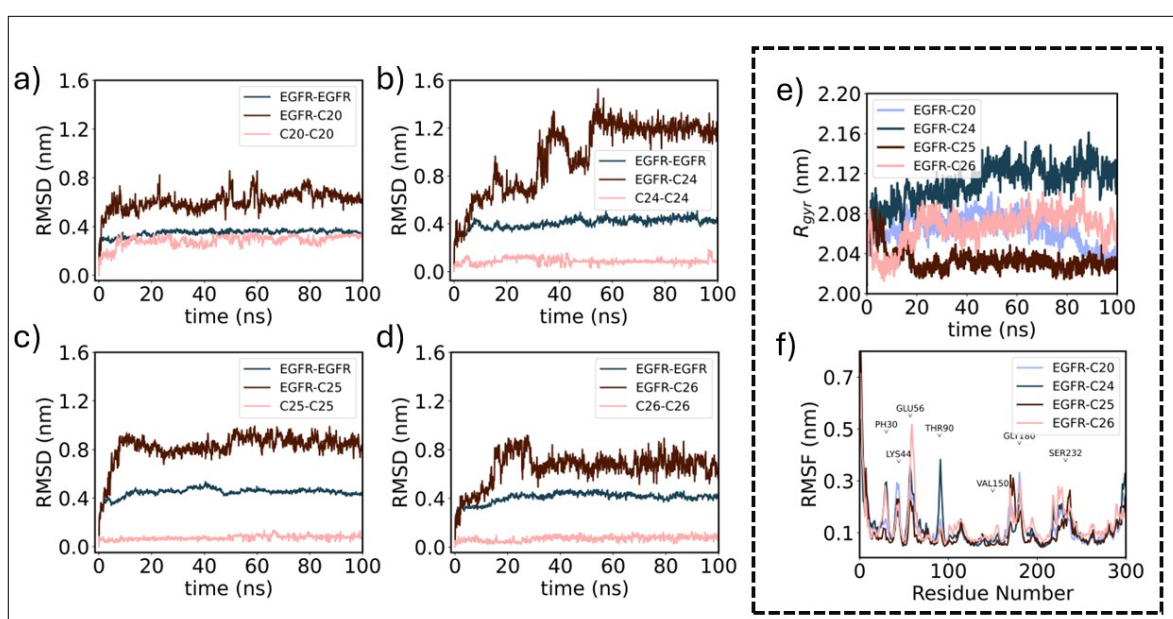 a)
1.6
1.2
0.8
0.4
0.0
RMSD (nm)
EGFR-EGFR
EGFR-C20
C20-C20
0 20 40 60 80 100
time (ns)
b)
1.6
1.2
0.8
0.4
0.0
RMSD (nm)
EGFR-EGFR
EGFR-C24
C24-C24
0 20 40 60 80 100
time (ns)
c)
1.6
1.2
0.8
0.4
0.0
RMSD (nm)
EGFR-EGFR
EGFR-C25
C25-C25
0 20 40 60 80 100
time (ns)
d)
1.6
1.2
0.8
0.4
0.0
RMSD (nm)
EGFR-EGFR
EGFR-C26
C26-C26
0 20 40 60 80 100
time (ns)
e)
2.20
2.16
2.12
2.08
2.04
2.00
Rgyr (nm)
EGFR-C20
EGFR-C24
EGFR-C25
EGFR-C26
0 20 40 60 80 100
time (ns)
f)
0.7
0.5
0.3
0.1
RMSF (nm)
EGFR-C20
EGFR-C24
EGFR-C25
EGFR-C26
GLU56
PH30
THR90
GLY180
LYS44
SER232
VAL150
0 100 200 300
Residue Number